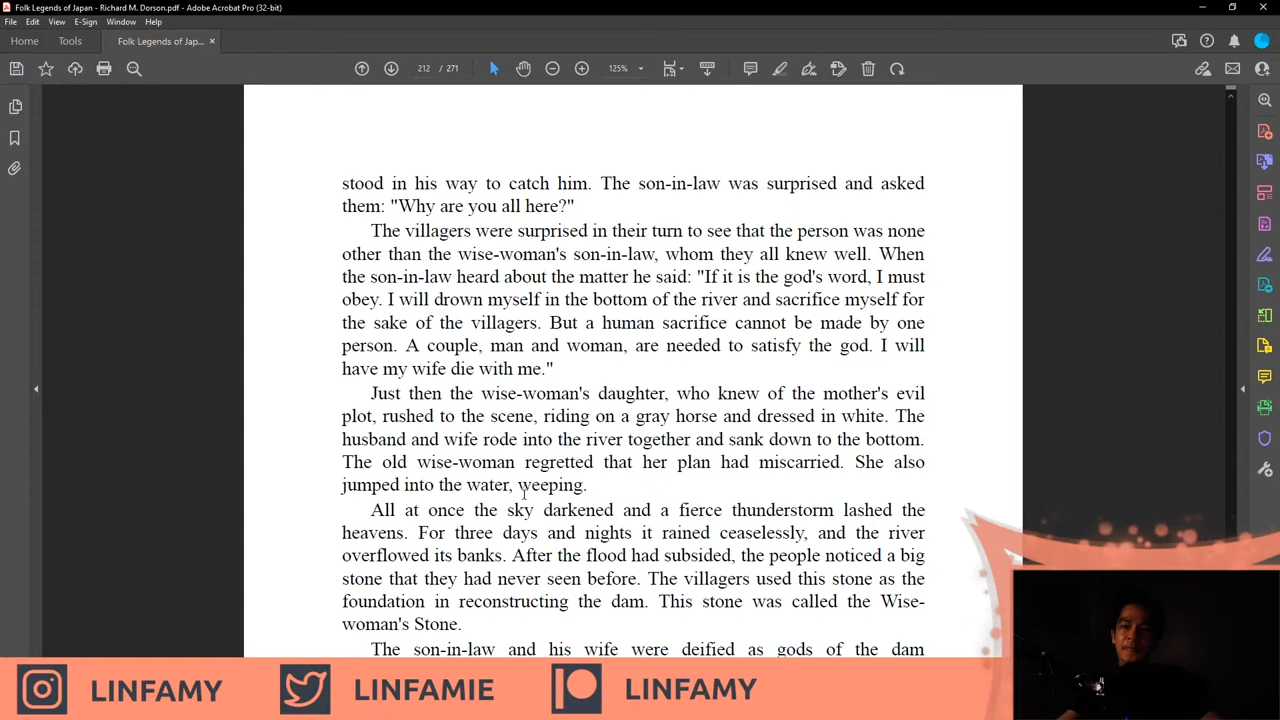 Folk Legends of Japan - Richard M. Dorson.pdf - Adobe Acrobat Pro (32-bit)
File Edit View E-Sign Window Help
Home Tools Folk Legends of Jap... ×
212 / 271 125%
stood in his way to catch him. The son-in-law was surprised and asked
them: "Why are you all here?"
The villagers were surprised in their turn to see that the person was none
other than the wise-woman's son-in-law, whom they all knew well. When
the son-in-law heard about the matter he said: "If it is the god's word, I must
obey. I will drown myself in the bottom of the river and sacrifice myself for
the sake of the villagers. But a human sacrifice cannot be made by one
person. A couple, man and woman, are needed to satisfy the god. I will
have my wife die with me."
Just then the wise-woman's daughter, who knew of the mother's evil
plot, rushed to the scene, riding on a gray horse and dressed in white. The
husband and wife rode into the river together and sank down to the bottom.
The old wise-woman regretted that her plan had miscarried. She also
jumped into the water, weeping.
All at once the sky darkened and a fierce thunderstorm lashed the
heavens. For three days and nights it rained ceaselessly, and the river
overflowed its banks. After the flood had subsided, the people noticed a big
stone that they had never seen before. The villagers used this stone as the
foundation in reconstructing the dam. This stone was called the Wise-
woman's Stone.
The son-in-law and his wife were deified as gods of the dam
LINFAMY LINFAMIE LINFAMY